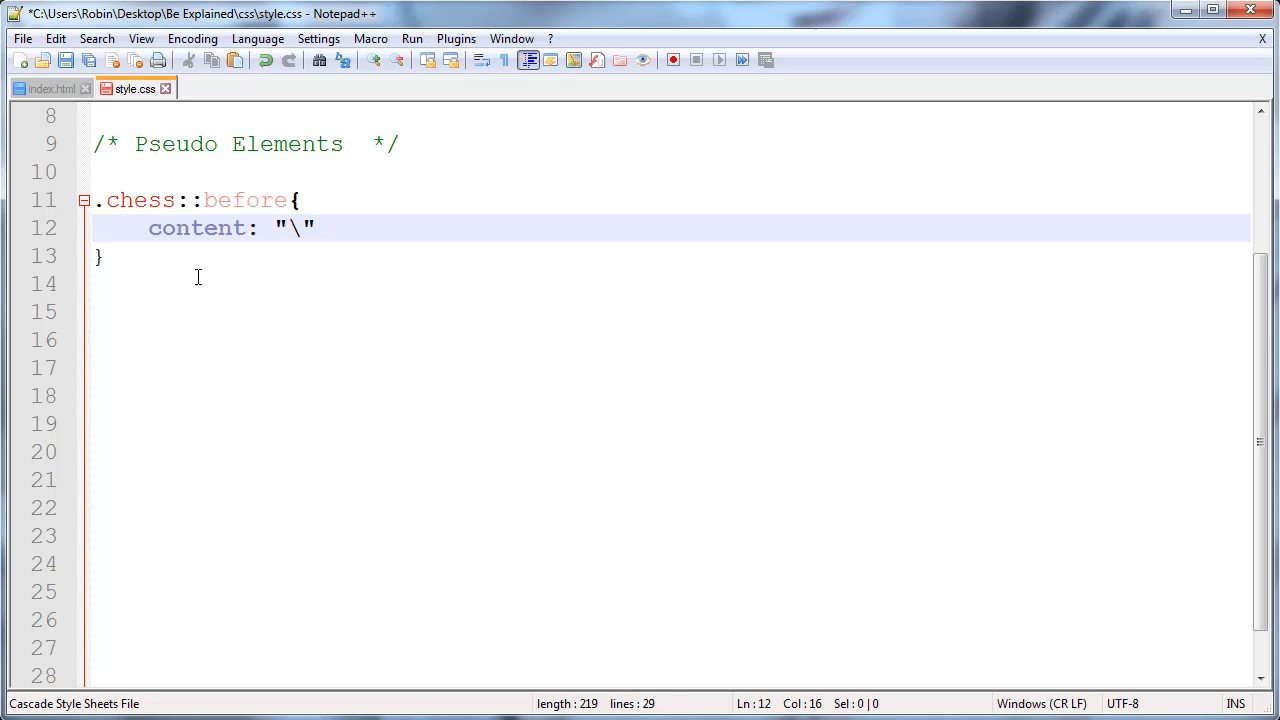 *C:\Users\Robin\Desktop\Be Explained\css\style.css - Notepad++
File Edit Search View Encoding Language Settings Macro Run Plugins Window ? X
index.html style.css
8
9 /* Pseudo Elements */
10
11 .chess::before{
12 content: "\"
13 }
14
15
16
17
18
19
20
21
22
23
24
25
26
27
28
Cascade Style Sheets File length : 219 lines : 29 Ln : 12 Col : 16 Sel : 0 | 0 Windows (CR LF) UTF-8 INS